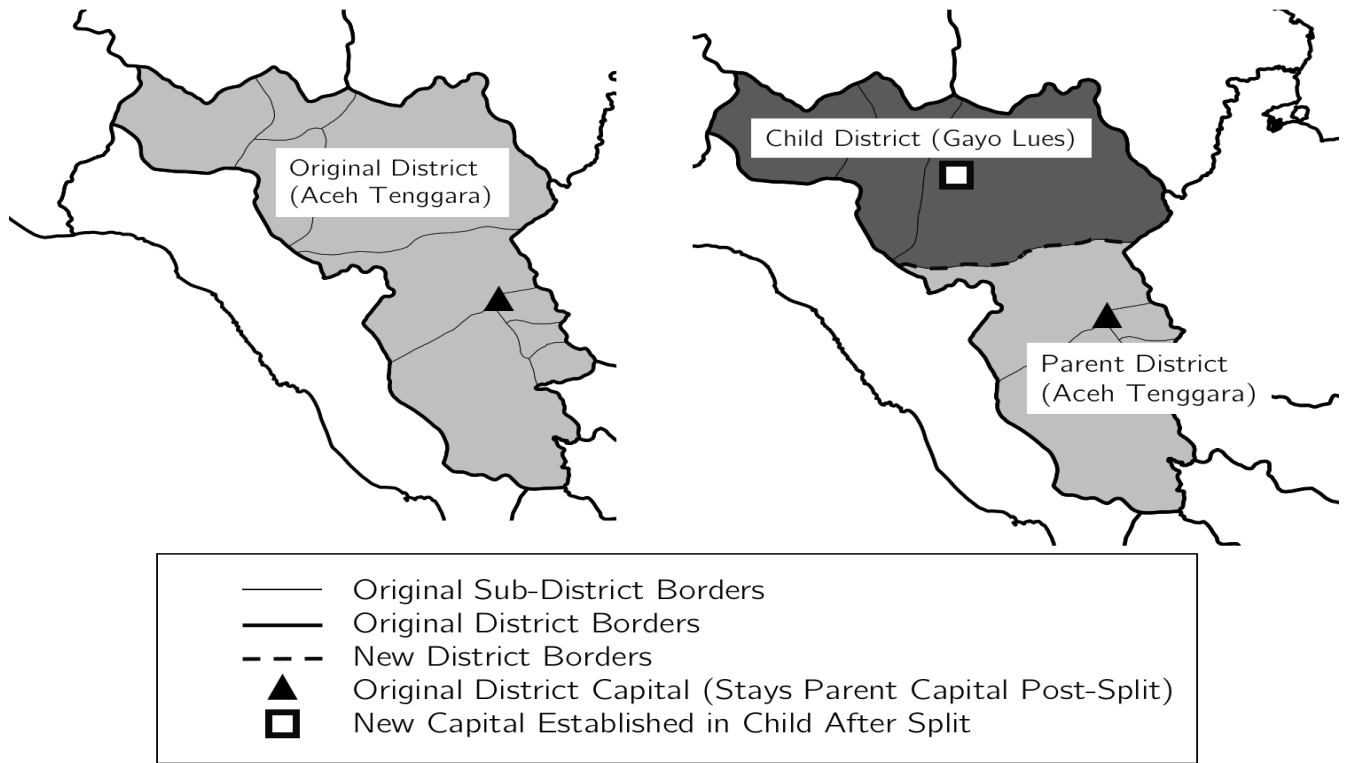 Original District
(Aceh Tenggara)
Child District (Gayo Lues)
Parent District
(Aceh Tenggara)
Original Sub-District Borders
Original District Borders
New District Borders
Original District Capital (Stays Parent Capital Post-Split)
New Capital Established in Child After Split